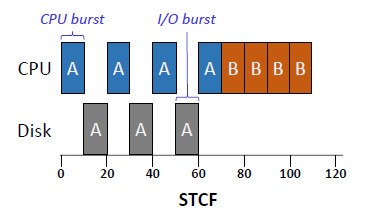 CPU burst I/O burst
CPU A A A A B B B B
Disk A A A
0 20 40 60 80 100 120
STCF